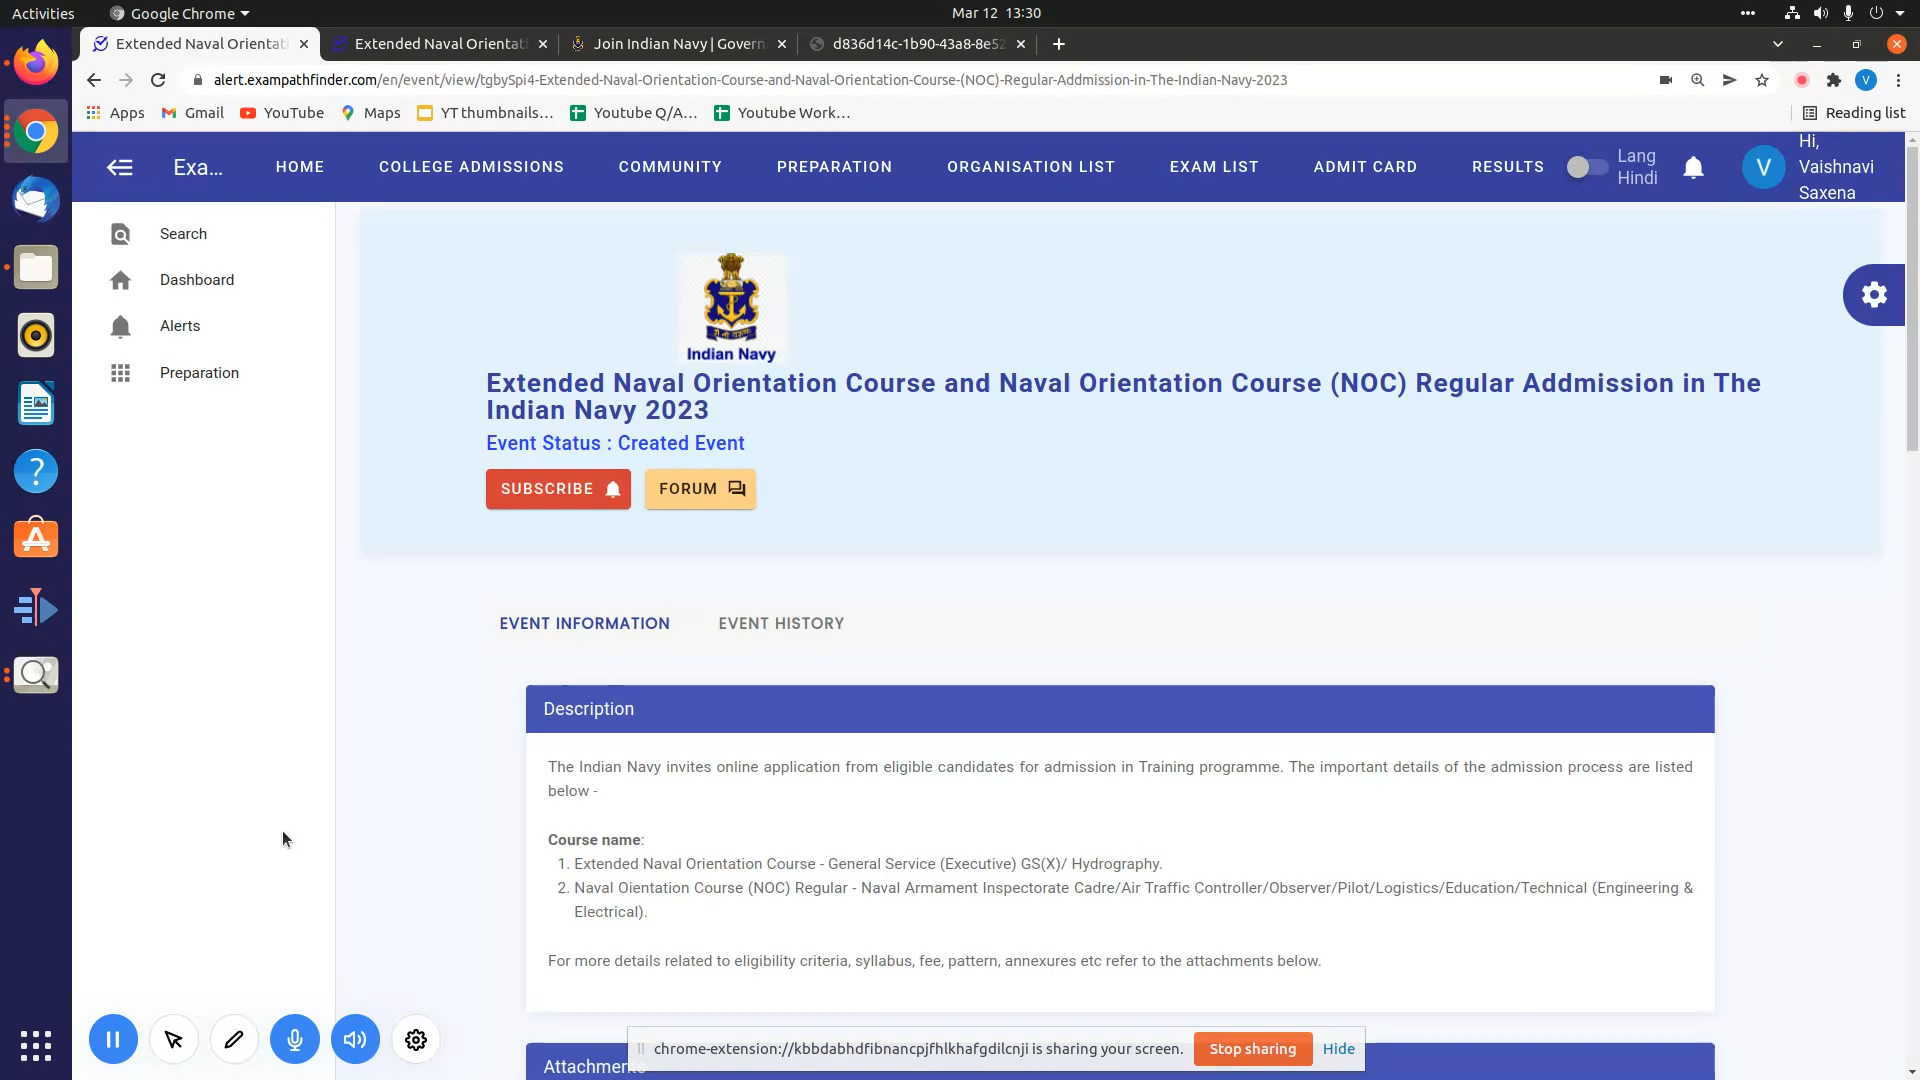 Activities
Google Chrome
Mar 12 13:30
Extended Naval Orientati
Extended Naval Orientati
Join Indian Navy | Govern
d836d14c-1b90-43a8-8e52
alert.exampathfinder.com/en/event/view/tgbySpi4-Extended-Naval-Orientation-Course-and-Naval-Orientation-Course-(NOC)-Regular-Addmission-in-The-Indian-Navy-2023
V
Apps
Gmail
YouTube
Maps
YT thumbnails...
Youtube Q/A...
Youtube Work...
Reading list
Exa...
HOME
COLLEGE ADMISSIONS
COMMUNITY
PREPARATION
ORGANISATION LIST
EXAM LIST
ADMIT CARD
RESULTS
Lang
Hindi
V
Hi,
Vaishnavi
Saxena
Search
Dashboard
Alerts
Preparation
Indian Navy
Extended Naval Orientation Course and Naval Orientation Course (NOC) Regular Addmission in The
Indian Navy 2023
Event Status : Created Event
SUBSCRIBE
FORUM
EVENT INFORMATION
EVENT HISTORY
Description
The Indian Navy invites online application from eligible candidates for admission in Training programme. The important details of the admission process are listed
below -
Course name:
1. Extended Naval Orientation Course - General Service (Executive) GS(X)/ Hydrography.
2. Naval Oientation Course (NOC) Regular - Naval Armament Inspectorate Cadre/Air Traffic Controller/Observer/Pilot/Logistics/Education/Technical (Engineering &
Electrical).
For more details related to eligibility criteria, syllabus, fee, pattern, annexures etc refer to the attachments below.
chrome-extension://kbbdabhdfibnancpjfhlkhafgdilcnji is sharing your screen.
Stop sharing
Hide
Attachments